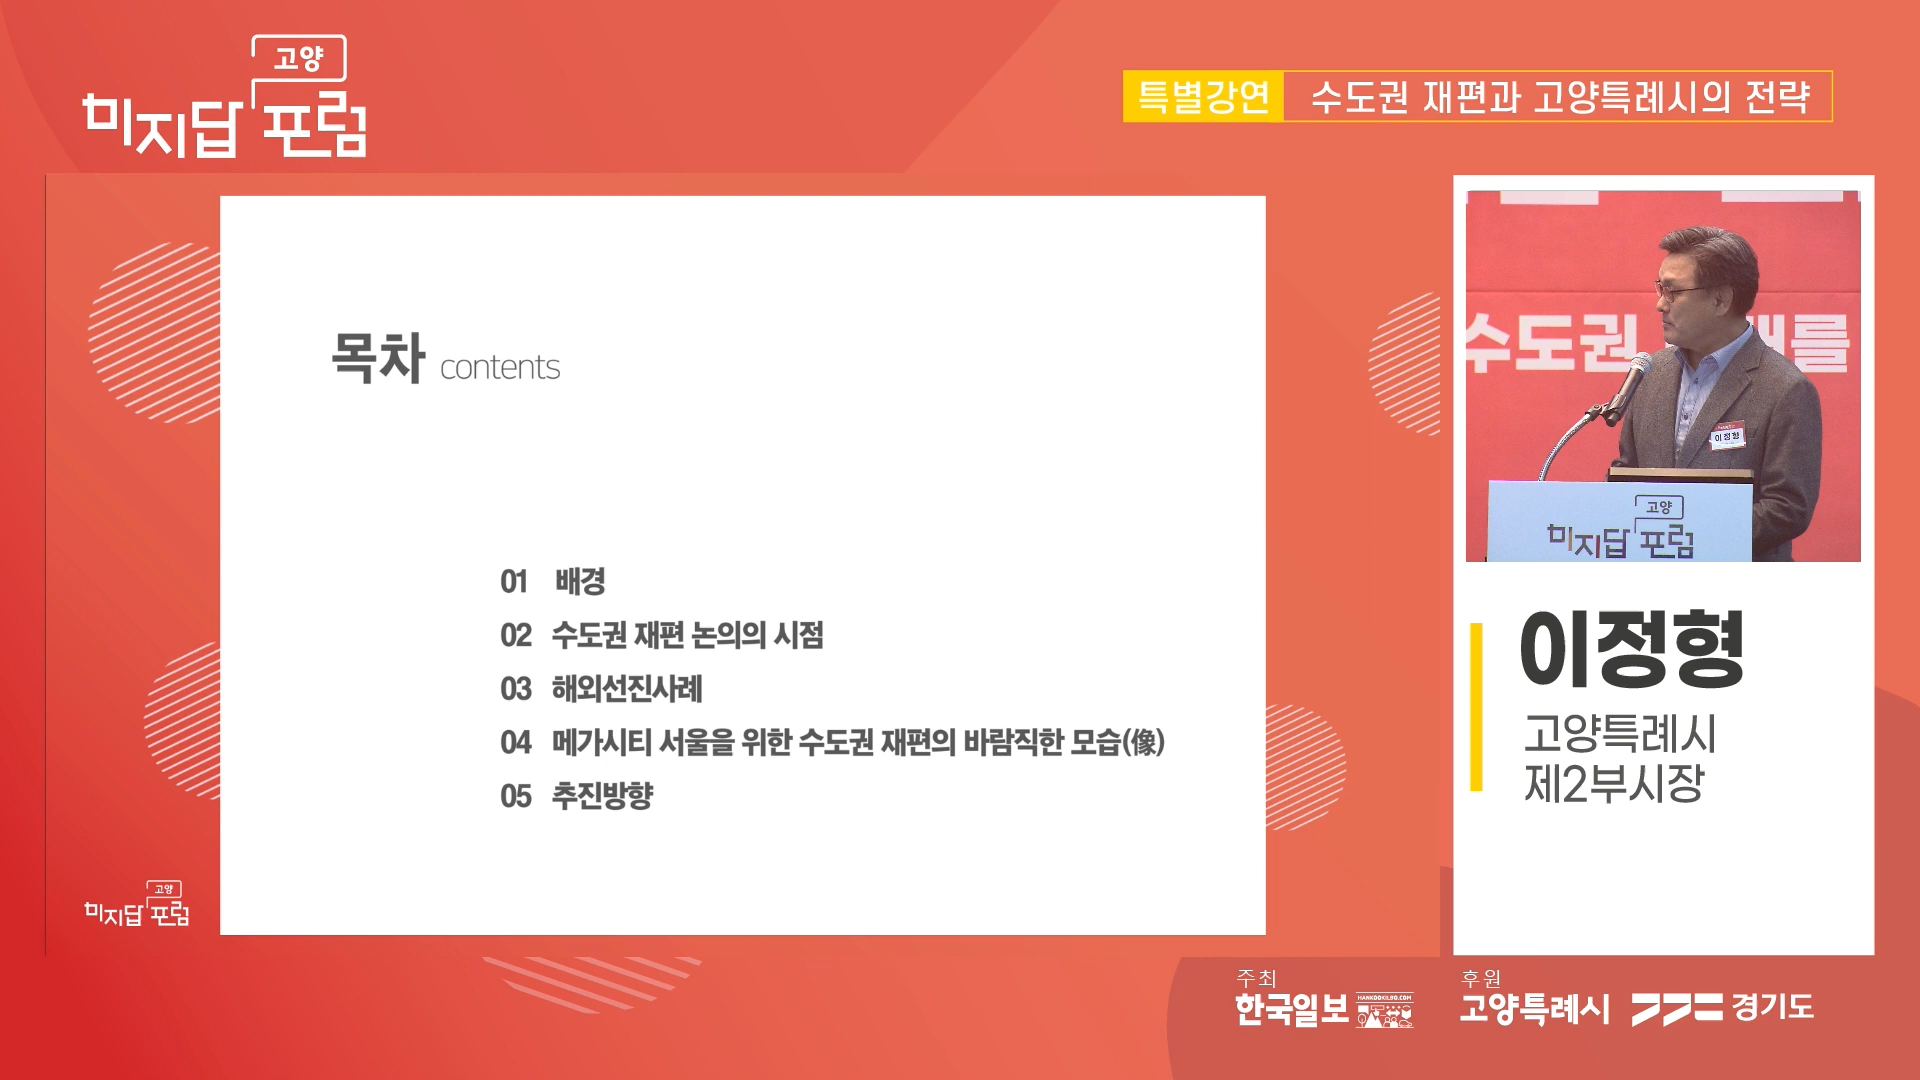 고양
미지답 포럼
특별강연 수도권 재편과 고양특례시의 전략
목차 contents
01 배경
02 수도권 재편 논의의 시점
03 해외선진사례
04 메가시티 서울을 위한 수도권 재편의 바람직한 모습(像)
05 추진방향
고양
미지답 포럼
수도권
를
이정형
고양
미지답 포럼
이정형
고양특례시
제2부시장
주최
한국일보
HANKOOKILBO.COM
후원
고양특례시
경기도